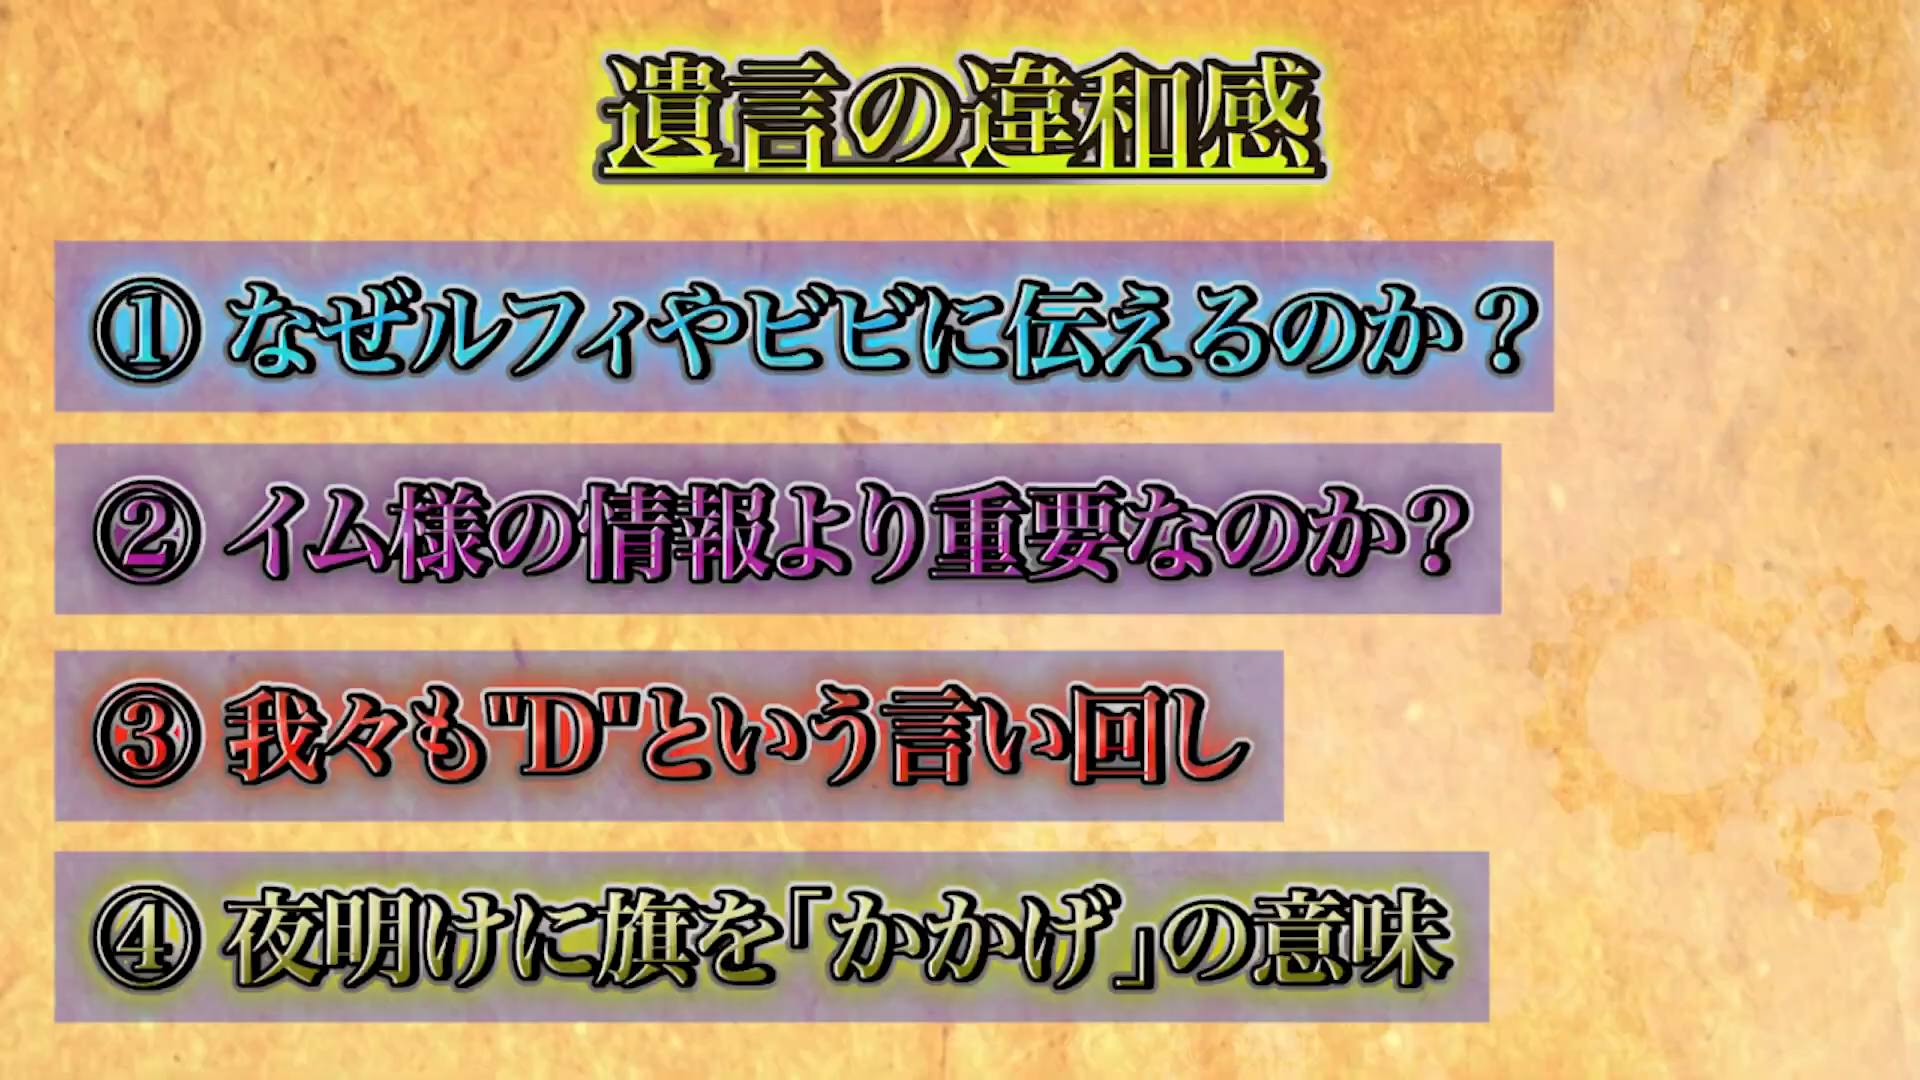 遺言の違和感
① なぜルフィやビビに伝えるのか？
② イム様の情報より重要なのか？
③ 我々も"D"という言い回し
④ 夜明けに旗を「かかげ」の意味